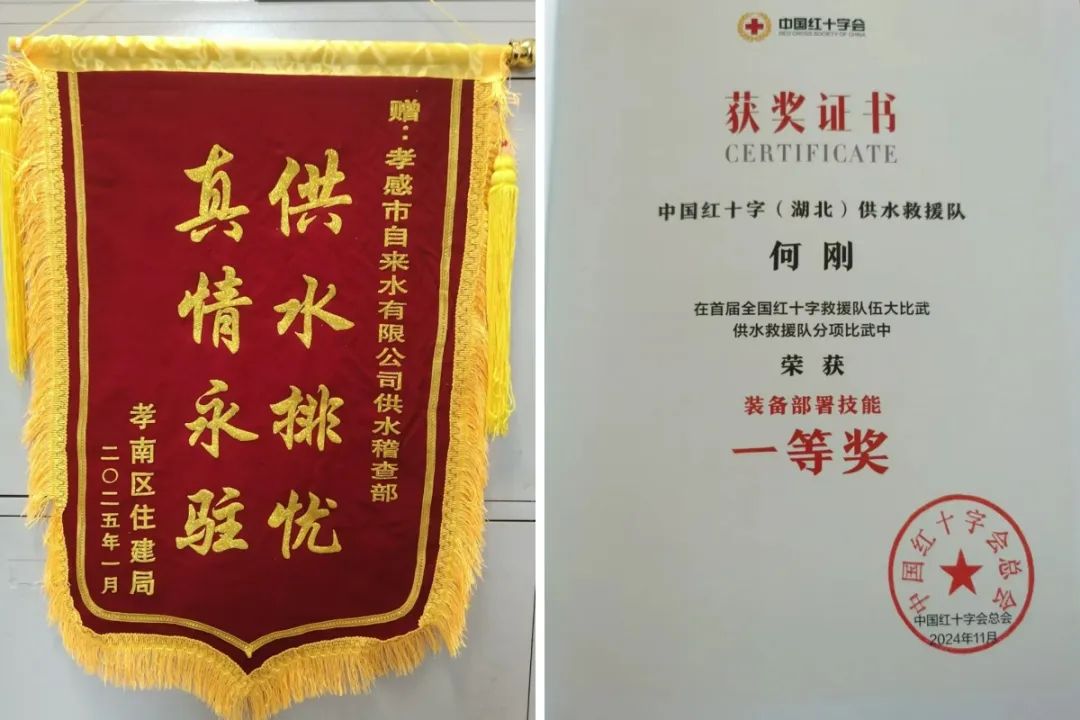 赠：孝感市自来水有限公司供水稽查部
供水排忧
真情永驻
孝南区住建局
二〇二五年一月
中国红十字会
RED CROSS SOCIETY OF CHINA
获奖证书
CERTIFICATE
中国红十字（湖北）供水救援队
何刚
在首届全国红十字救援队伍大比武
供水救援队分项比武中
荣获
装备部署技能
一等奖
中国红十字会总会
中国红十字会总会
2024年11月